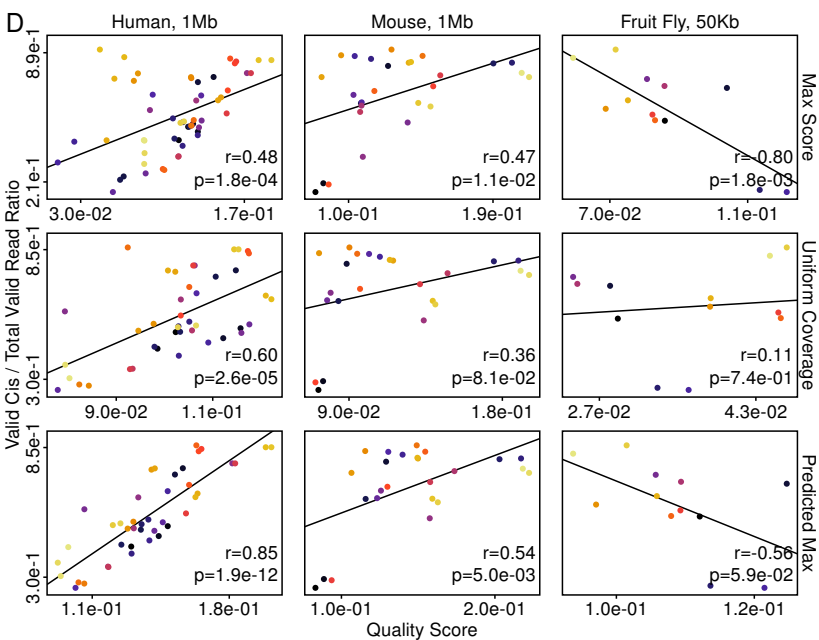 D
Human, 1Mb
Mouse, 1Mb
Fruit Fly, 50Kb
Valid Cis / Total Valid Read Ratio
8.9e-1
2.1e-1
r=0.48
p=1.8e-04
3.0e-02
1.7e-01
r=0.47
p=1.1e-02
1.0e-01
1.9e-01
r=-0.80
p=1.8e-03
7.0e-02
1.1e-01
Max Score
8.5e-1
3.0e-1
r=0.60
p=2.6e-05
9.0e-02
1.1e-01
r=0.36
p=8.1e-02
9.0e-02
1.8e-01
r=0.11
p=7.4e-01
2.7e-02
4.3e-02
Uniform Coverage
8.5e-1
3.0e-1
r=0.85
p=1.9e-12
1.1e-01
1.8e-01
r=0.54
p=5.0e-03
1.0e-01
2.0e-01
r=-0.56
p=5.9e-02
1.0e-01
1.2e-01
Predicted Max
Quality Score